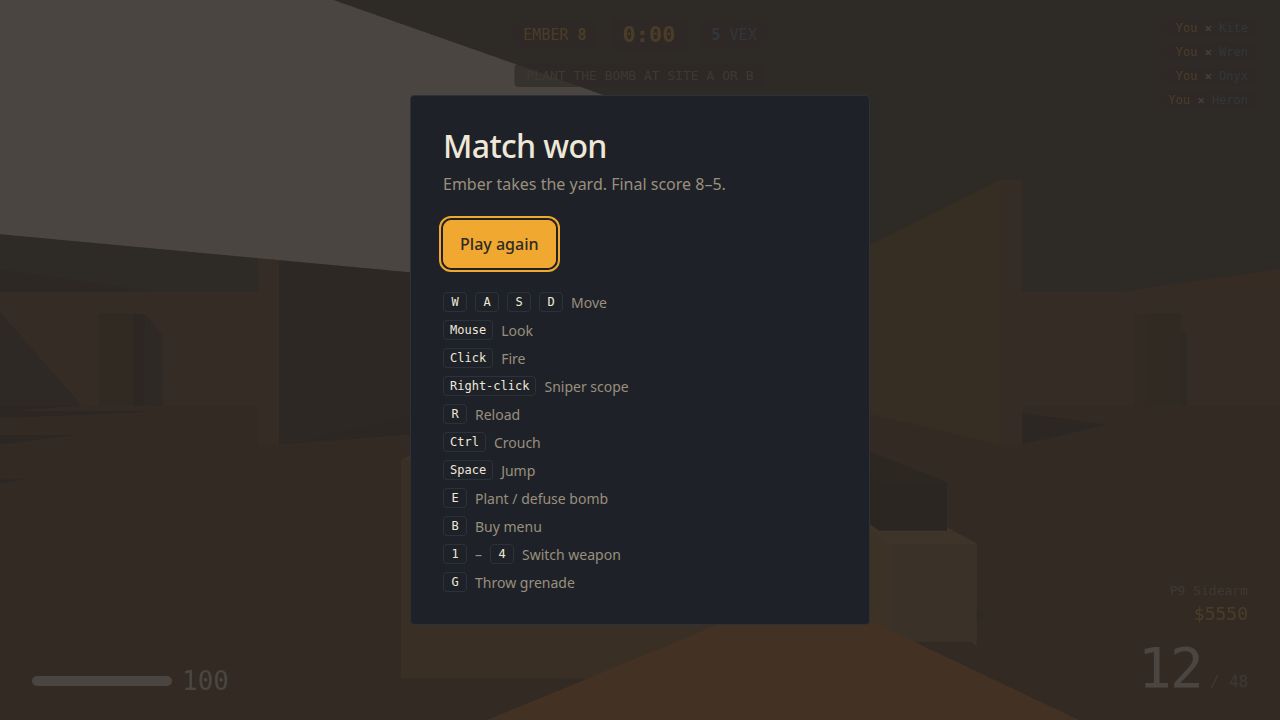 EMBER 8 0:00 5 VEX
PLANT THE BOMB AT SITE A OR B
You × Kite
You × Wren
You × Onyx
You × Heron
Match won
Ember takes the yard. Final score 8–5.
Play again
W A S D Move
Mouse Look
Click Fire
Right-click Sniper scope
R Reload
Ctrl Crouch
Space Jump
E Plant / defuse bomb
B Buy menu
1 – 4 Switch weapon
G Throw grenade
P9 Sidearm
$5550
12 / 48
100